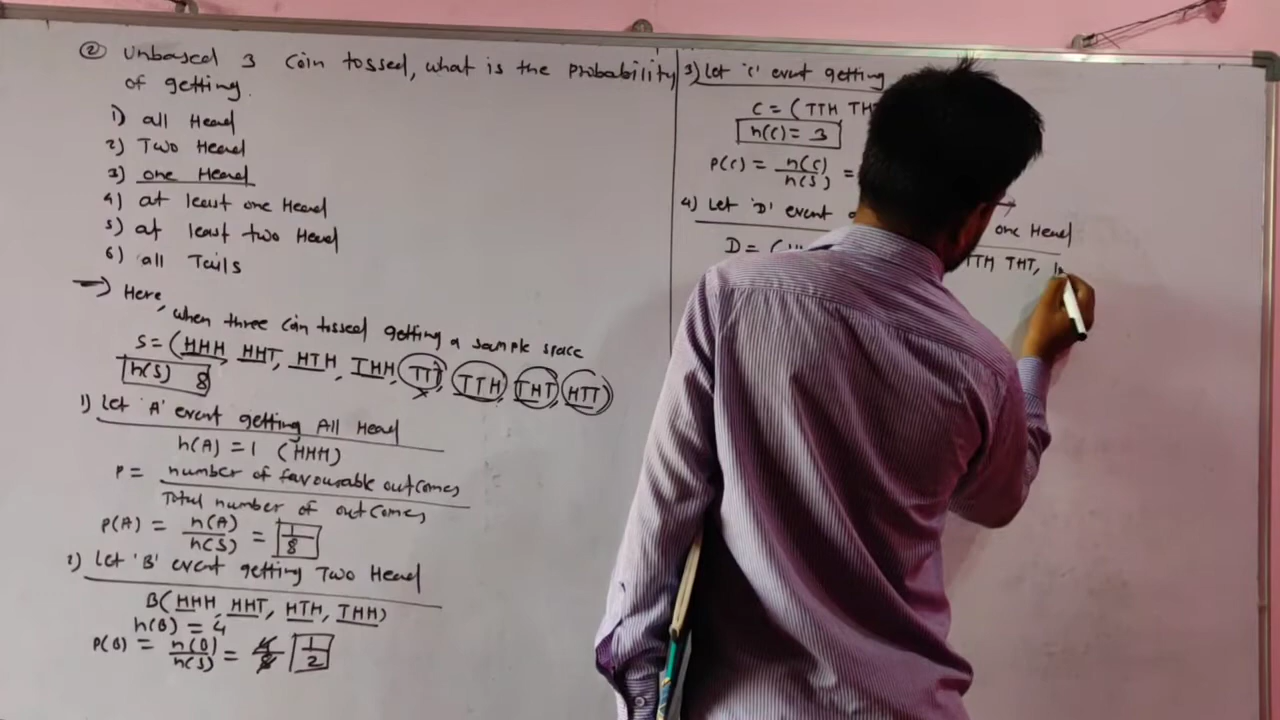 ② Unbased 3 Coin tossed, what is the Probability
of getting.
1) all Head
2) Two Head
3) one Head
4) at least one Head
5) at least two Head
6) all Tails
→ Here, when three Coin tossed getting a sample space
S = (HHH, HHT, HTH, THH, TTT, TTH, THT, HTT)
n(S) 8
1) Let 'A' event getting All Head
n(A) = 1 (HHH)
P = number of favourable outcomes
Total number of outcomes
P(A) = n(A)/n(S) = 1/8
2) Let 'B' event getting Two Head
B(HHH, HHT, HTH, THH)
n(B) = 4
P(B) = n(B)/n(S) = 4/8 1/2
3) Let 'C' event getting
C = (TTH, TH
n(C) = 3
P(C) = n(C)/n(S) =
4) Let 'D' event one Head
D = ( TTH THT,